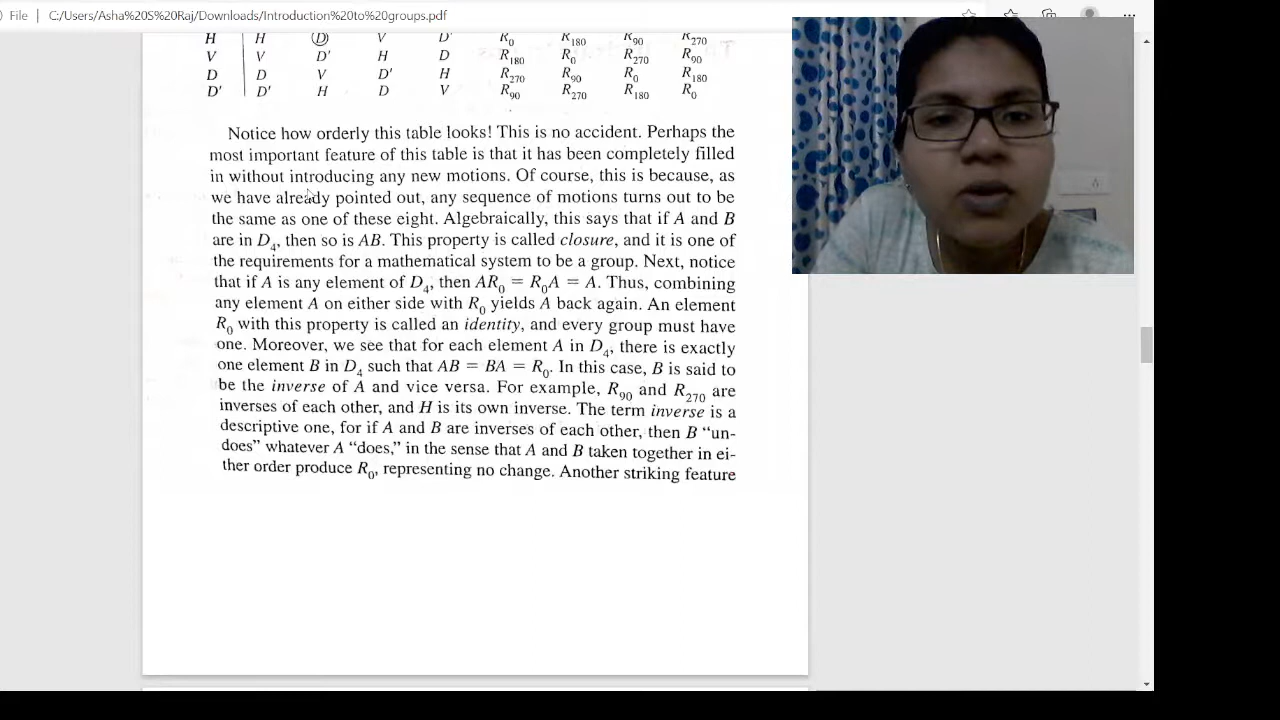 File | C:/Users/Asha%20S%20Raj/Downloads/Introduction%20to%20groups.pdf
H H D V D' R0 R180 R90 R270
V V D' H D R180 R0 R270 R90
D D V D' H R270 R90 R0 R180
D' D' H D V R90 R270 R180 R0
Notice how orderly this table looks! This is no accident. Perhaps the
most important feature of this table is that it has been completely filled
in without introducing any new motions. Of course, this is because, as
we have already pointed out, any sequence of motions turns out to be
the same as one of these eight. Algebraically, this says that if A and B
are in D4, then so is AB. This property is called closure, and it is one of
the requirements for a mathematical system to be a group. Next, notice
that if A is any element of D4, then AR0 = R0A = A. Thus, combining
any element A on either side with R0 yields A back again. An element
R0 with this property is called an identity, and every group must have
one. Moreover, we see that for each element A in D4, there is exactly
one element B in D4 such that AB = BA = R0. In this case, B is said to
be the inverse of A and vice versa. For example, R90 and R270 are
inverses of each other, and H is its own inverse. The term inverse is a
descriptive one, for if A and B are inverses of each other, then B “un-
does” whatever A “does,” in the sense that A and B taken together in ei-
ther order produce R0, representing no change. Another striking feature